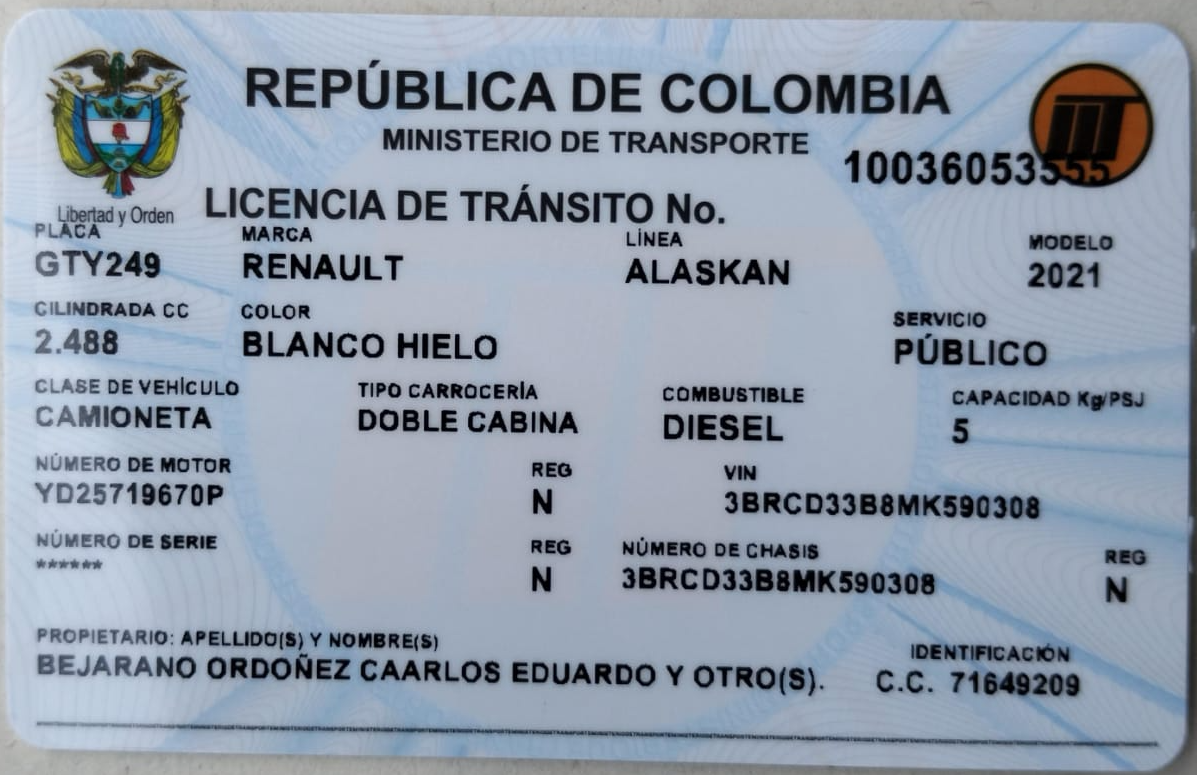 REPÚBLICA DE COLOMBIA
MINISTERIO DE TRANSPORTE
10036053555
Libertad y Orden
LICENCIA DE TRÁNSITO No.
PLACA MARCA LÍNEA MODELO
GTY249 RENAULT ALASKAN 2021
CILINDRADA CC COLOR SERVICIO
2.488 BLANCO HIELO PÚBLICO
CLASE DE VEHÍCULO TIPO CARROCERÍA COMBUSTIBLE CAPACIDAD Kg/PSJ
CAMIONETA DOBLE CABINA DIESEL 5
NÚMERO DE MOTOR REG VIN
YD25719670P N 3BRCD33B8MK590308
NÚMERO DE SERIE REG NÚMERO DE CHASIS REG
****** N 3BRCD33B8MK590308 N
PROPIETARIO: APELLIDO(S) Y NOMBRE(S) IDENTIFICACIÓN
BEJARANO ORDOÑEZ CAARLOS EDUARDO Y OTRO(S). C.C. 71649209